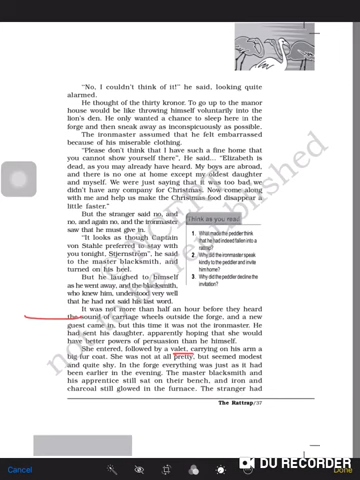 "No, I couldn't think of it!" he said, looking quite
alarmed.
He thought of the thirty kronor. To go up to the manor
house would be like throwing himself voluntarily into the
lion's den. He only wanted a chance to sleep here in
the forge and then sneak away as inconspicuously as possible.
The ironmaster assumed that he felt embarrassed
because of his miserable clothing.
"Please don't think that I have such a fine home that
you cannot show yourself there", He said... "Elizabeth is
dead, as you may already have heard. My boys are abroad,
and there is no one at home except my oldest daughter
and myself. We were just saying that it was too bad we
didn't have any company for Christmas. Now come along
with me and help us make the Christmas food disappear a
little faster."
But the stranger said no, and
no, and again no, and the ironmaster
saw that he must give in.
"It looks as though Captain
von Stahle preferred to stay with
you tonight, Stjernström", he
said to the master blacksmith, and
turned on his heel.
But he laughed to himself
as he went away, and the blacksmith,
who knew him, understood very well that
he had not said his last word.
Think as you read
1 What made the peddler think
that he had indeed fallen into a
rattrap?
2 Why did the ironmaster speak
kindly to the peddler and invite
him home?
3 Why did the peddler decline the
invitation?
It was not more than half an hour before they heard
the sound of carriage wheels outside the forge, and a new
guest came in, but this time it was not the ironmaster. He
had sent his daughter, apparently hoping that she would
have better powers of persuasion than he himself.
She entered, followed by a valet, carrying on his arm a
big fur coat. She was not at all pretty, but seemed modest
and quite shy. In the forge everything was just as it had
been earlier in the evening. The master blacksmith and
his apprentice still sat on their bench, and iron and
charcoal still glowed in the furnace. The stranger had
The Rattrap/37
DU RECORDER
Cancel
Done